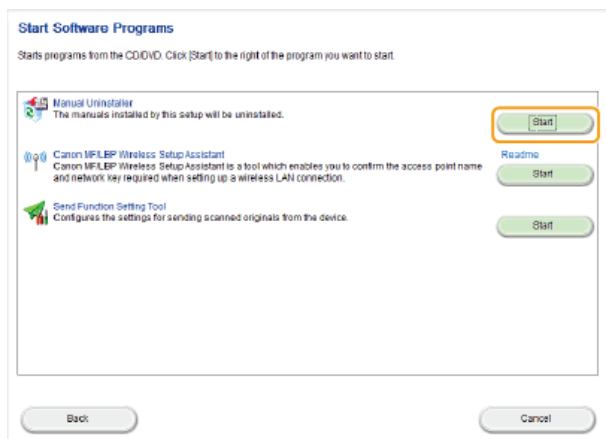 Start Software Programs
Starts programs from the CD/DVD. Click [Start] to the right of the program you want to start.
Manual Uninstaller
The manuals installed by this setup will be uninstalled.
Start
Canon MF/LBP Wireless Setup Assistant
Readme
Canon MF/LBP Wireless Setup Assistant is a tool which enables you to confirm the access point name
and network key required when setting up a wireless LAN connection.
Start
Send Function Setting Tool
Configures the settings for sending scanned originals from the device.
Start
Back
Cancel